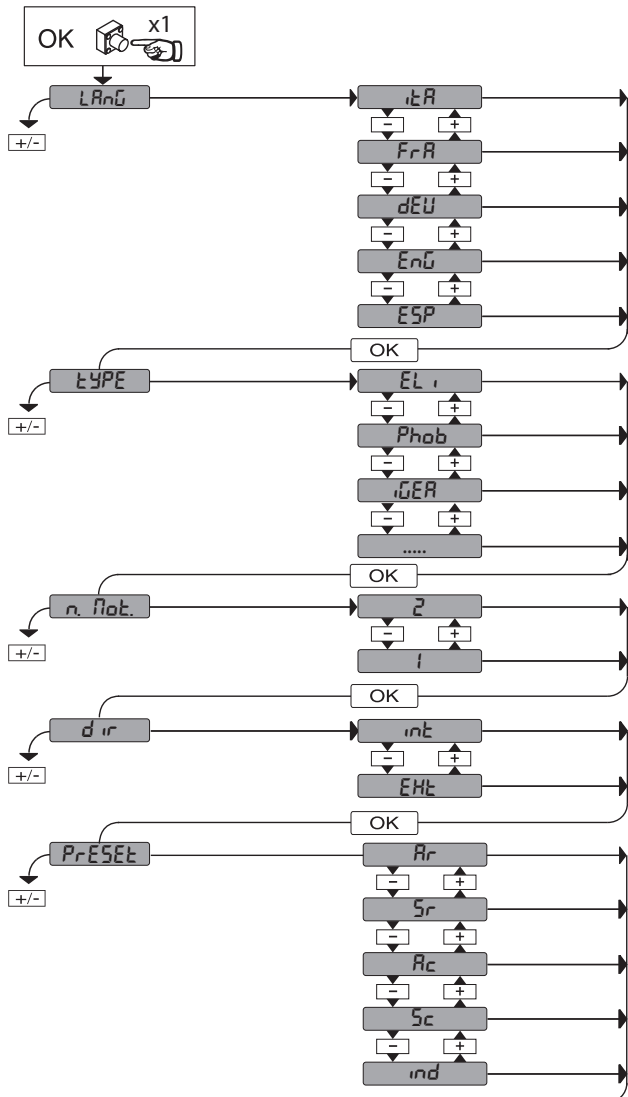 OK x1
LAnG itA
- +
+/-
FrA
- +
dEU
- +
EnG
- +
ESP
OK
tYPE ELi
- +
+/-
Phob
- +
iGEA
- +
.....
OK
n. Mot. 2
- +
+/-
1
OK
dir int
- +
+/-
EHt
OK
PrESEt Ar
- +
+/-
Sr
- +
Ac
- +
Sc
- +
ind